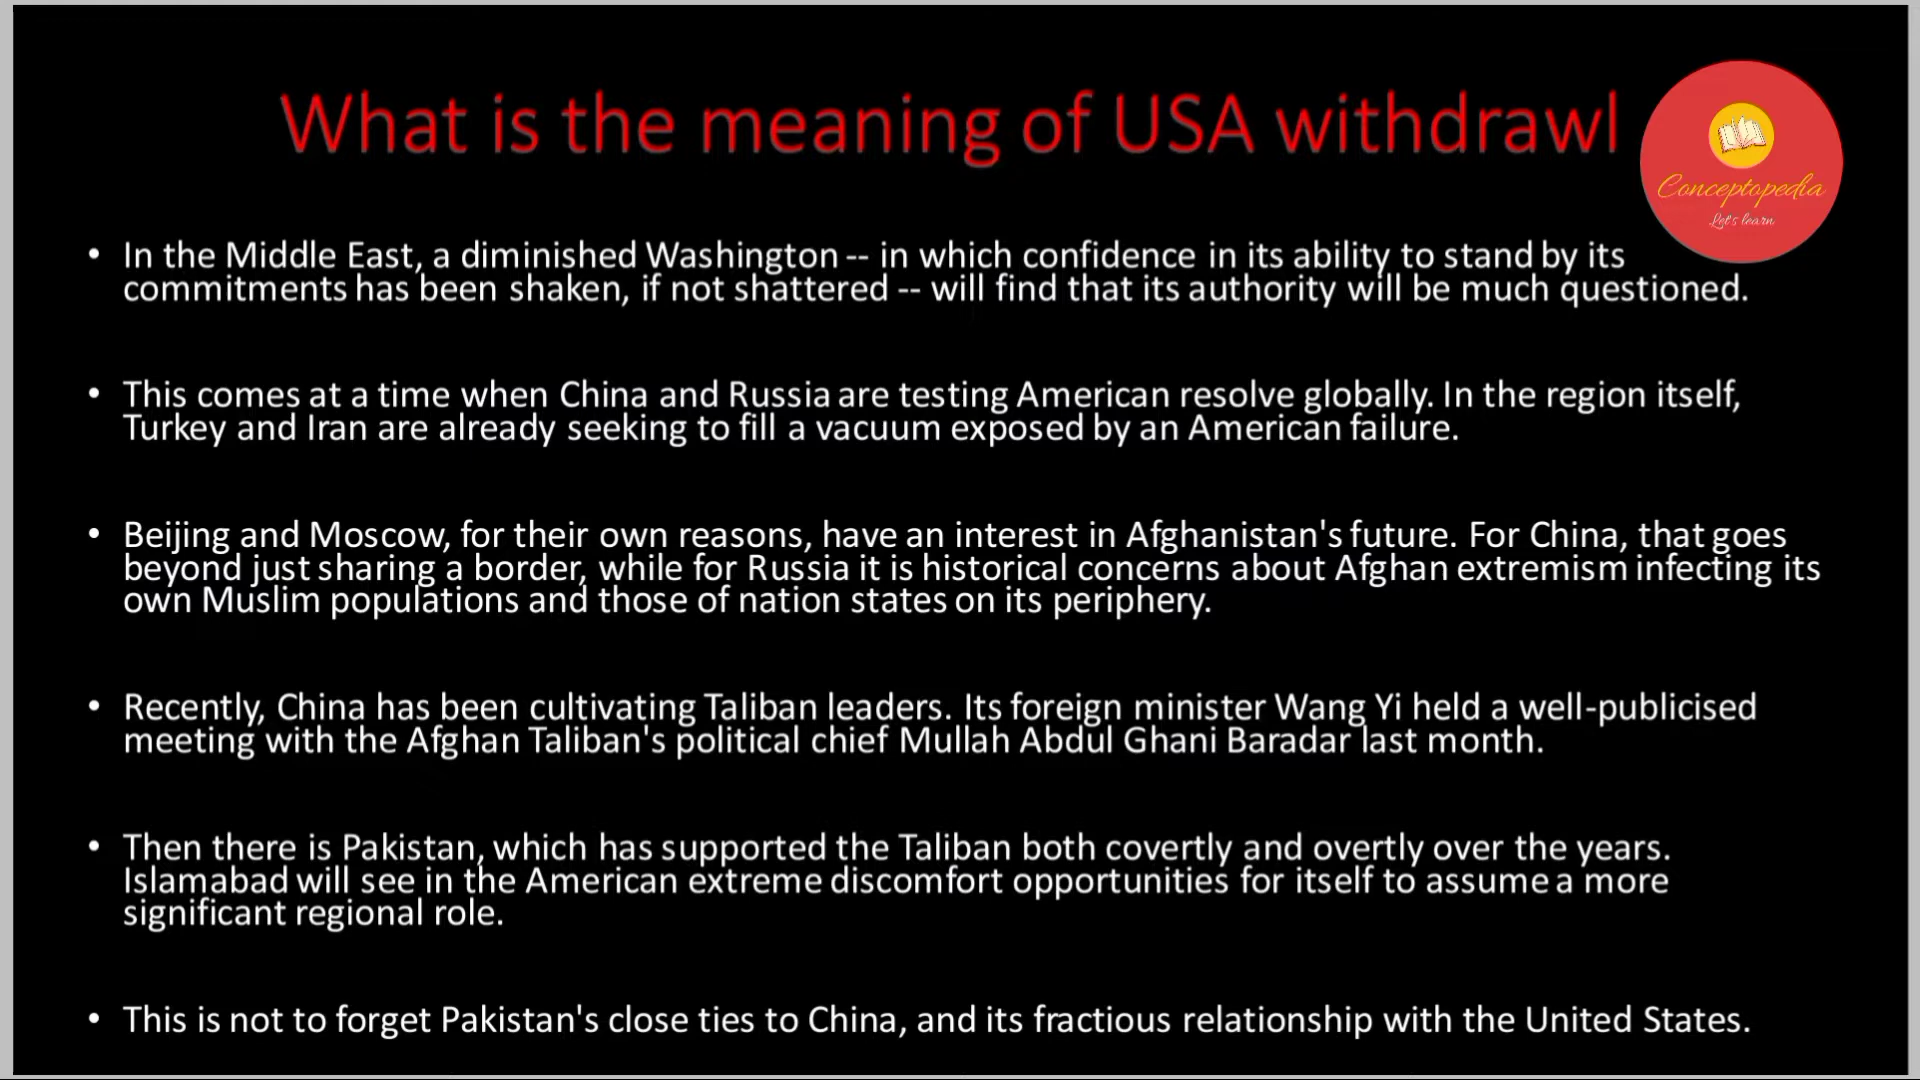 What is the meaning of USA withdrawl
Conceptopedia
Let's learn
• In the Middle East, a diminished Washington -- in which confidence in its ability to stand by its
commitments has been shaken, if not shattered -- will find that its authority will be much questioned.
• This comes at a time when China and Russia are testing American resolve globally. In the region itself,
Turkey and Iran are already seeking to fill a vacuum exposed by an American failure.
• Beijing and Moscow, for their own reasons, have an interest in Afghanistan's future. For China, that goes
beyond just sharing a border, while for Russia it is historical concerns about Afghan extremism infecting its
own Muslim populations and those of nation states on its periphery.
• Recently, China has been cultivating Taliban leaders. Its foreign minister Wang Yi held a well-publicised
meeting with the Afghan Taliban's political chief Mullah Abdul Ghani Baradar last month.
• Then there is Pakistan, which has supported the Taliban both covertly and overtly over the years.
Islamabad will see in the American extreme discomfort opportunities for itself to assume a more
significant regional role.
• This is not to forget Pakistan's close ties to China, and its fractious relationship with the United States.